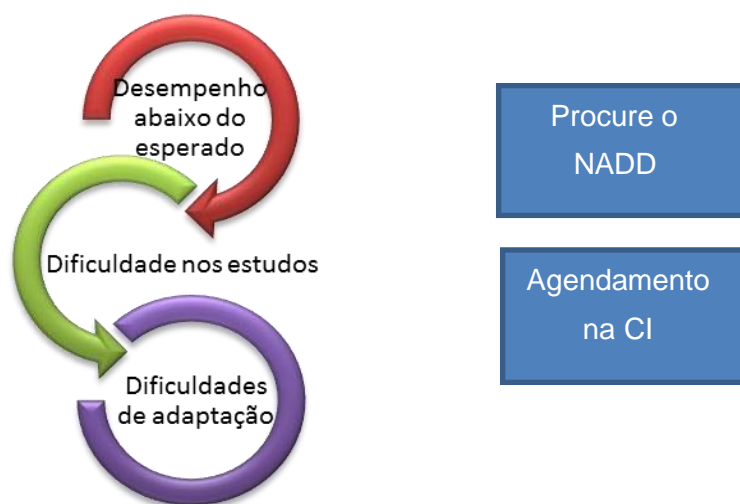 Desempenho
abaixo do
esperado
Dificuldade nos estudos
Dificuldades
de adaptação
Procure o
NADD
Agendamento
na CI